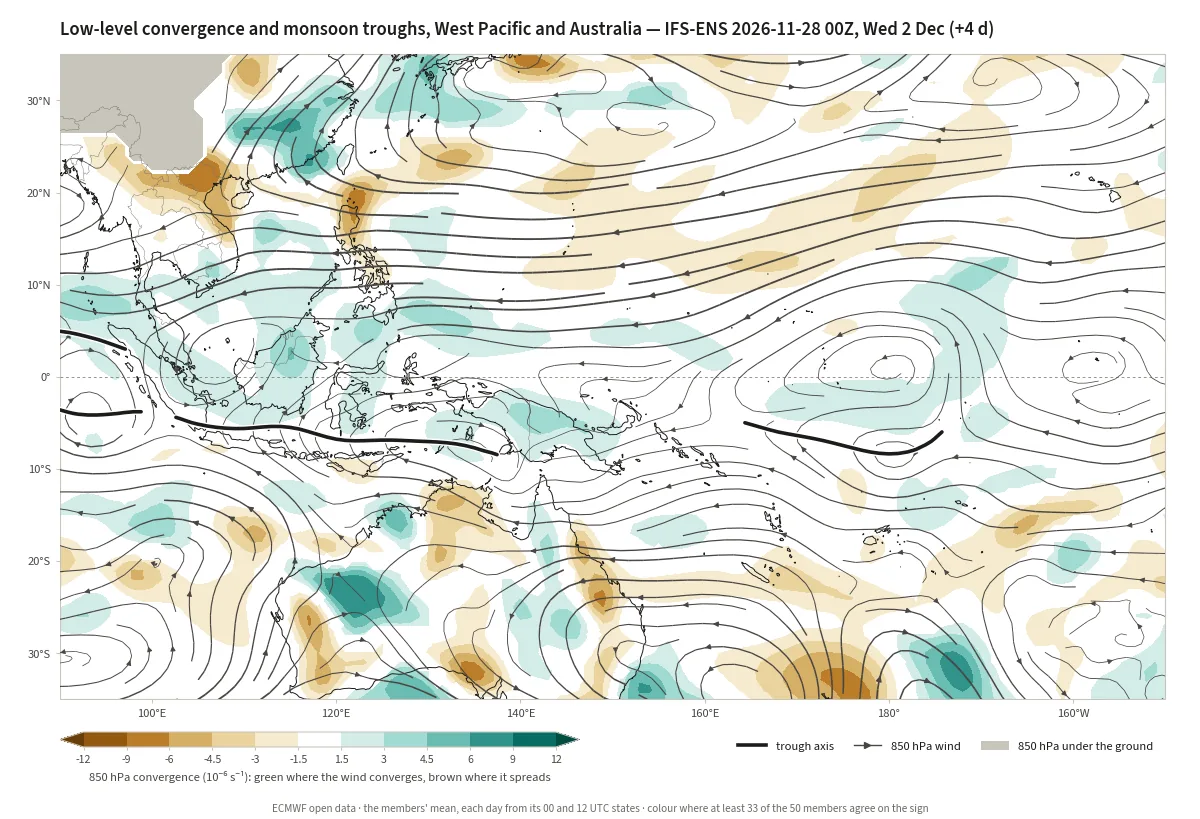 Low-level convergence and monsoon troughs, West Pacific and Australia — IFS-ENS 2026-11-28 00Z, Wed 2 Dec (+4 d)
30°N
20°N
10°N
0°
10°S
20°S
30°S
100°E 120°E 140°E 160°E 180° 160°W
-12 -9 -6 -4.5 -3 -1.5 1.5 3 4.5 6 9 12
850 hPa convergence (10⁻⁶ s⁻¹): green where the wind converges, brown where it spreads
trough axis 850 hPa wind 850 hPa under the ground
ECMWF open data · the members' mean, each day from its 00 and 12 UTC states · colour where at least 33 of the 50 members agree on the sign